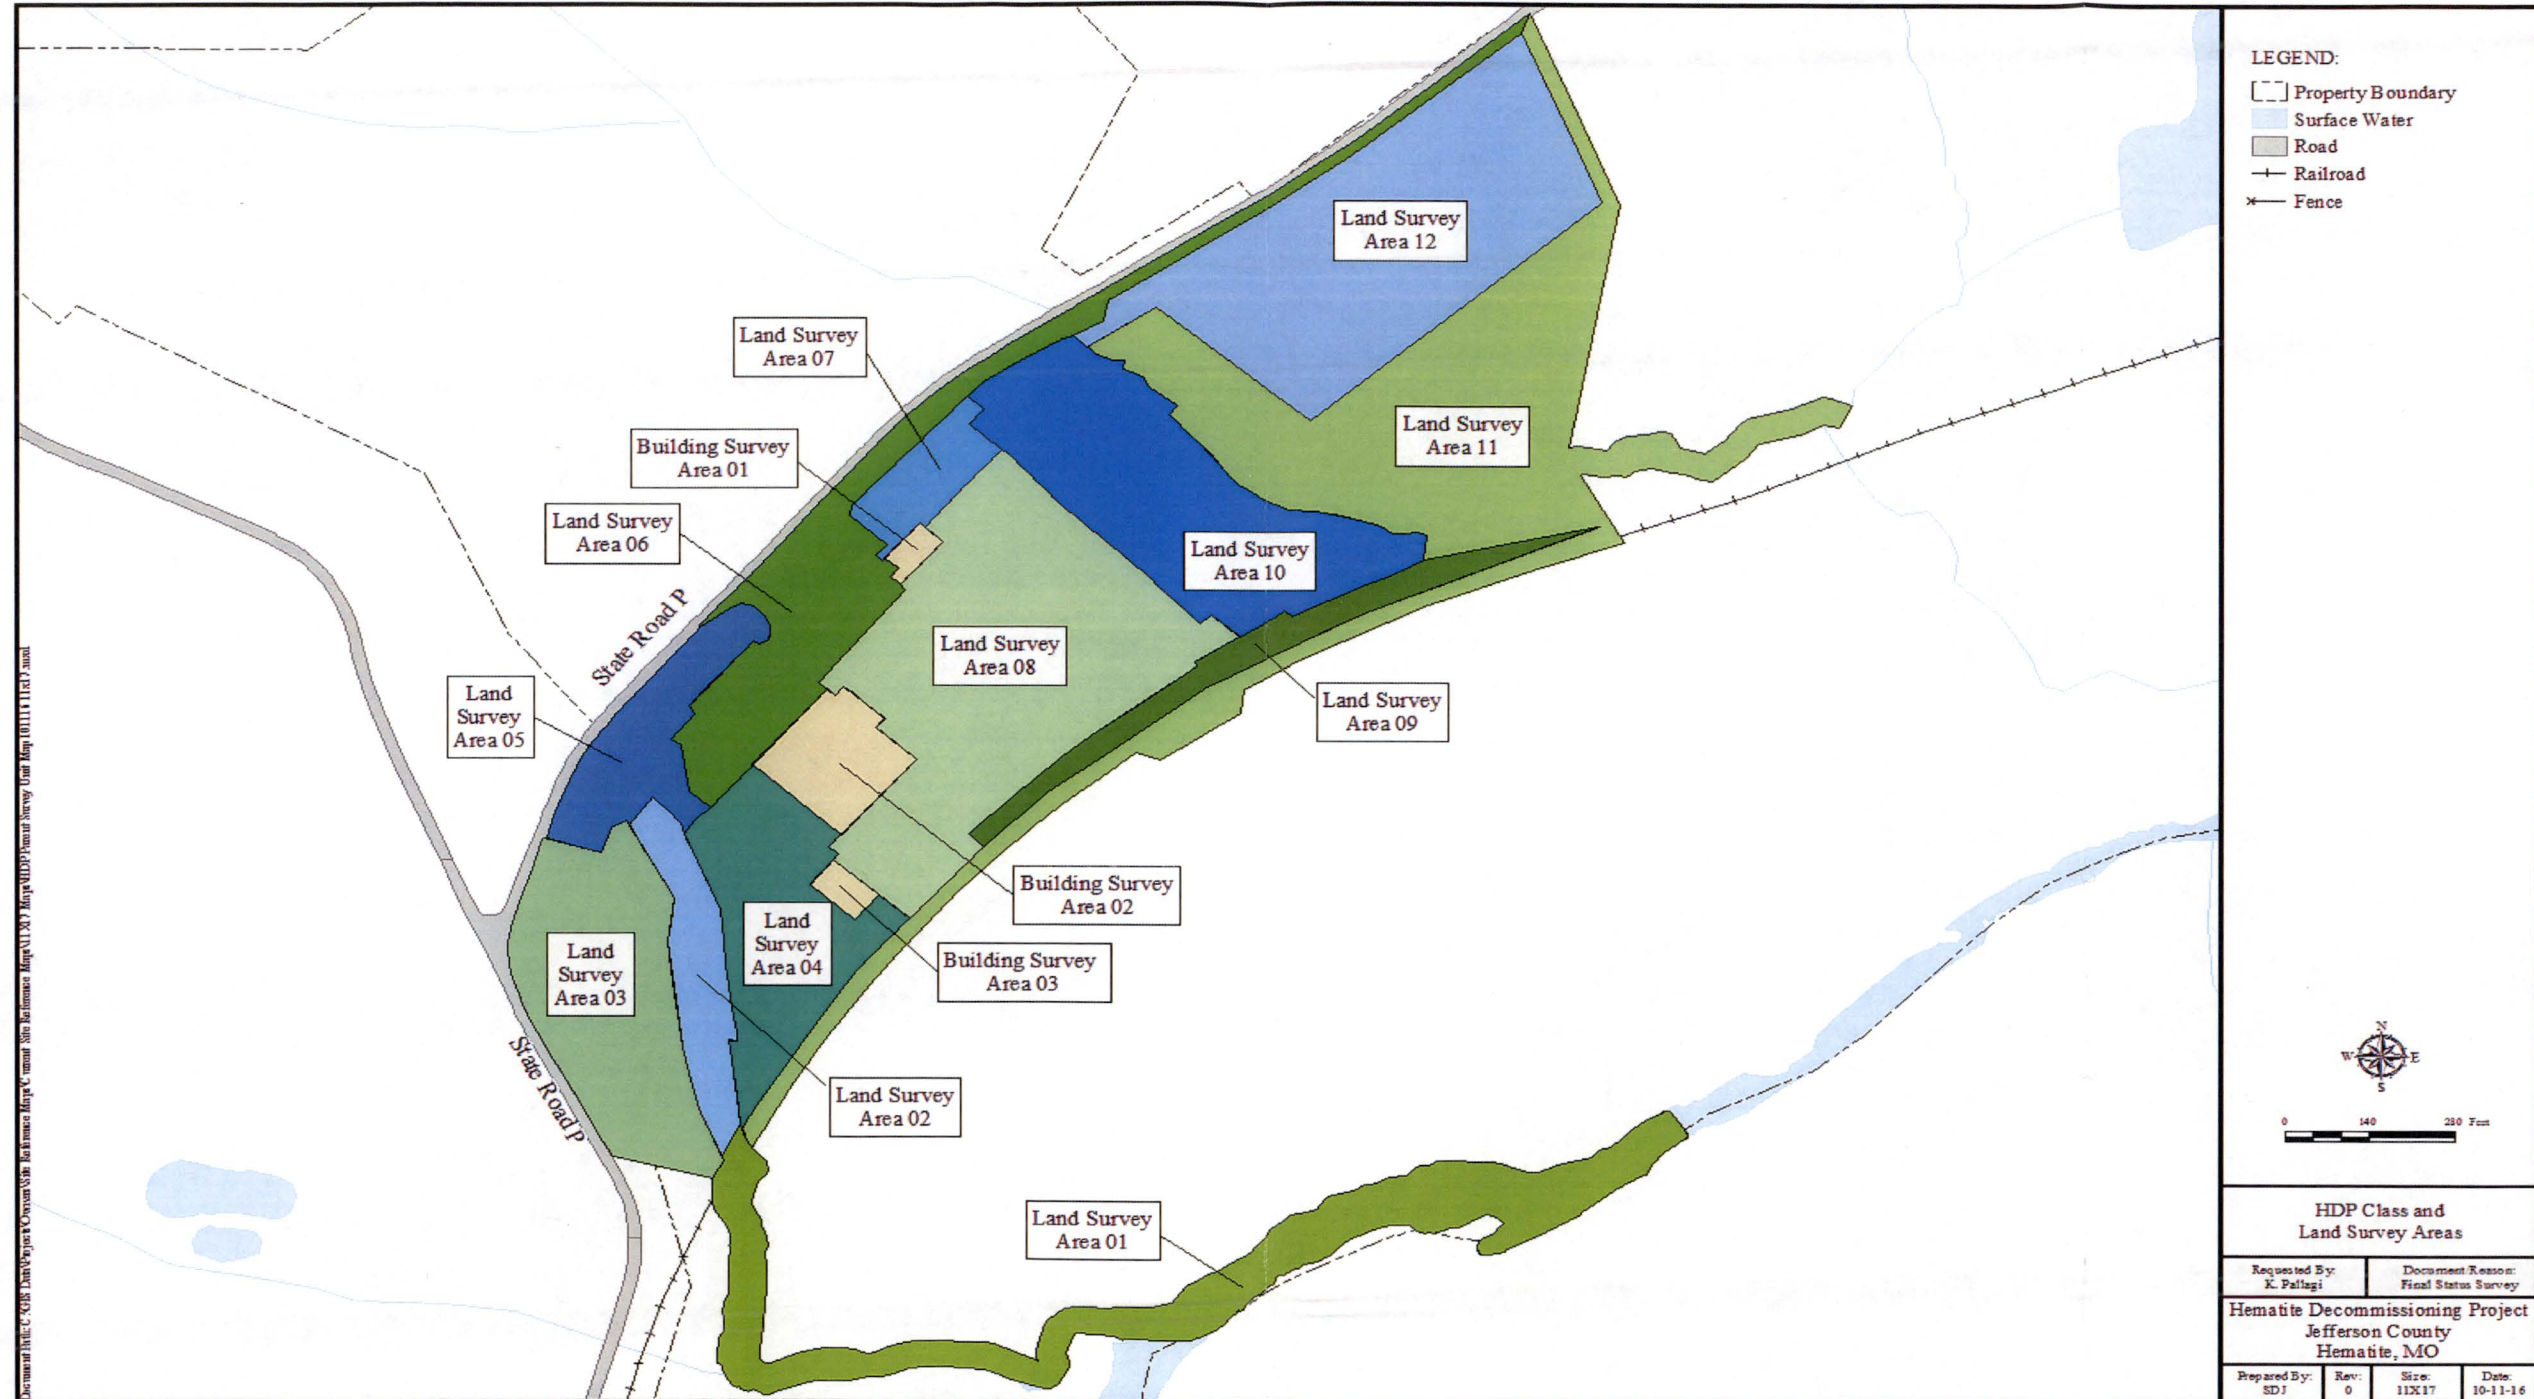 Land Survey
Area 12
Land Survey
Area 07
Building Survey
Area 01
Land Survey
Area 11
Land Survey
Area 06
Land Survey
Area 10
State Road P
Land Survey
Area 08
Land
Survey
Area 05
Land Survey
Area 09
Building Survey
Area 02
Land
Survey
Area 04
Land
Survey
Area 03
Building Survey
Area 03
State Road P
Land Survey
Area 02
Land Survey
Area 01
LEGEND:
Property Boundary
Surface Water
Road
Railroad
Fence
N
W E
S
0 140 280 Feet
HDP Class and
Land Survey Areas
Requested By:
K. Pallagi
Document/Reason:
Final Status Survey
Hematite Decommissioning Project
Jefferson County
Hematite, MO
Prepared By:
SDJ
Rev:
0
Size:
11X17
Date:
10-11-16